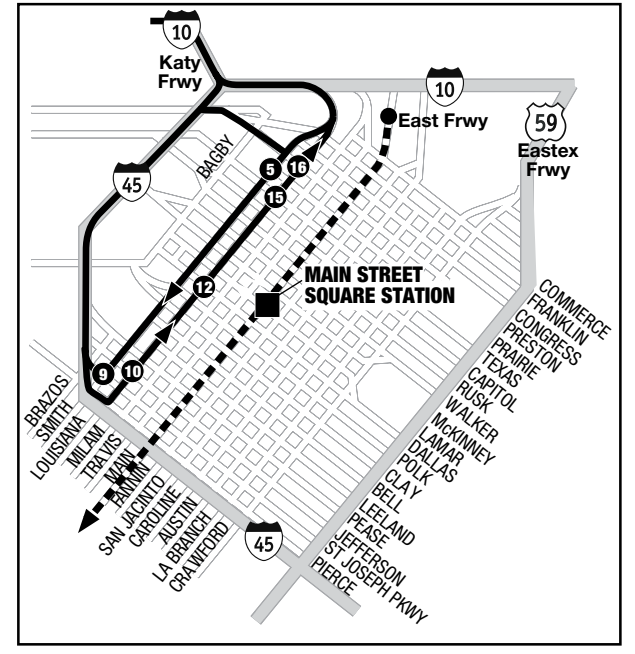 10
Katy
Frwy
10
East Frwy
59
Eastex
Frwy
BAGBY
45
5
16
15
12
MAIN STREET
SQUARE STATION
9
10
COMMERCE
FRANKLIN
CONGRESS
PRESTON
PRAIRIE
TEXAS
CAPITOL
RUSK
WALKER
McKINNEY
LAMAR
DALLAS
POLK
CLAY
BELL
LEELAND
PEASE
JEFFERSON
ST JOSEPH PKWY
PIERCE
BRAZOS
SMITH
LOUISIANA
MILAM
TRAVIS
MAIN
FANNIN
SAN JACINTO
CAROLINE
AUSTIN
LA BRANCH
CRAWFORD
45